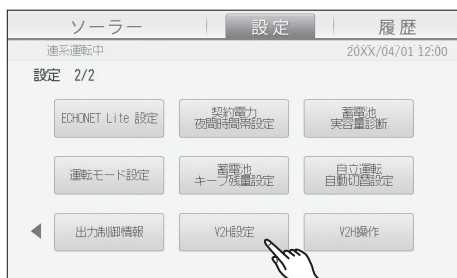 ソーラー 設定 履歴
連系運転中 20XX/04/01 12:00
設定 2/2
ECHONET Lite 設定
契約電力
夜間時間帯設定
蓄電池
実容量診断
運転モード設定
蓄電池
キープ残量設定
自立運転
自動切替設定
出力制御情報
V2H設定
V2H操作